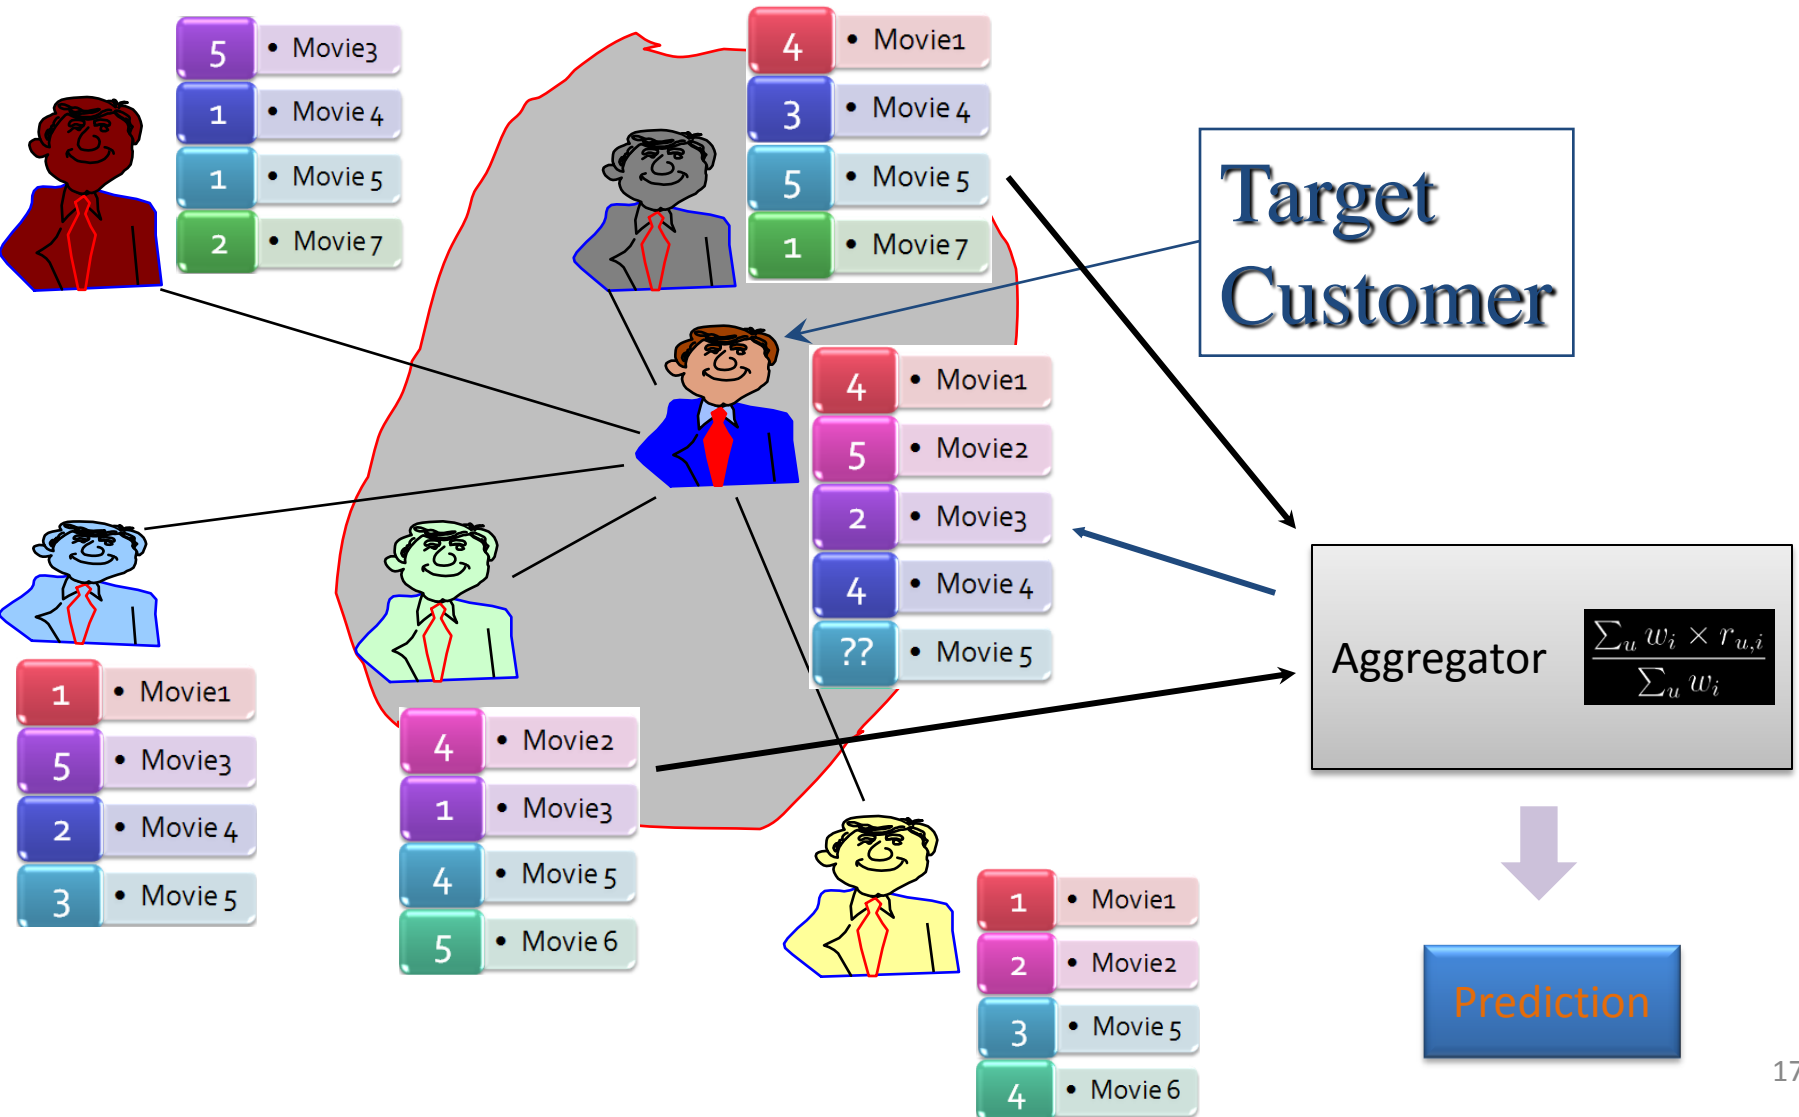 5 • Movie3
1 • Movie 4
1 • Movie 5
2 • Movie 7
4 • Movie1
3 • Movie 4
5 • Movie 5
1 • Movie 7
Target
Customer
4 • Movie1
5 • Movie2
2 • Movie3
4 • Movie 4
?? • Movie 5
1 • Movie1
5 • Movie3
2 • Movie 4
3 • Movie 5
4 • Movie2
1 • Movie3
4 • Movie 5
5 • Movie 6
1 • Movie1
2 • Movie2
3 • Movie 5
4 • Movie 6
Aggregator
∑u wi × ru,i
∑u wi
Prediction
17